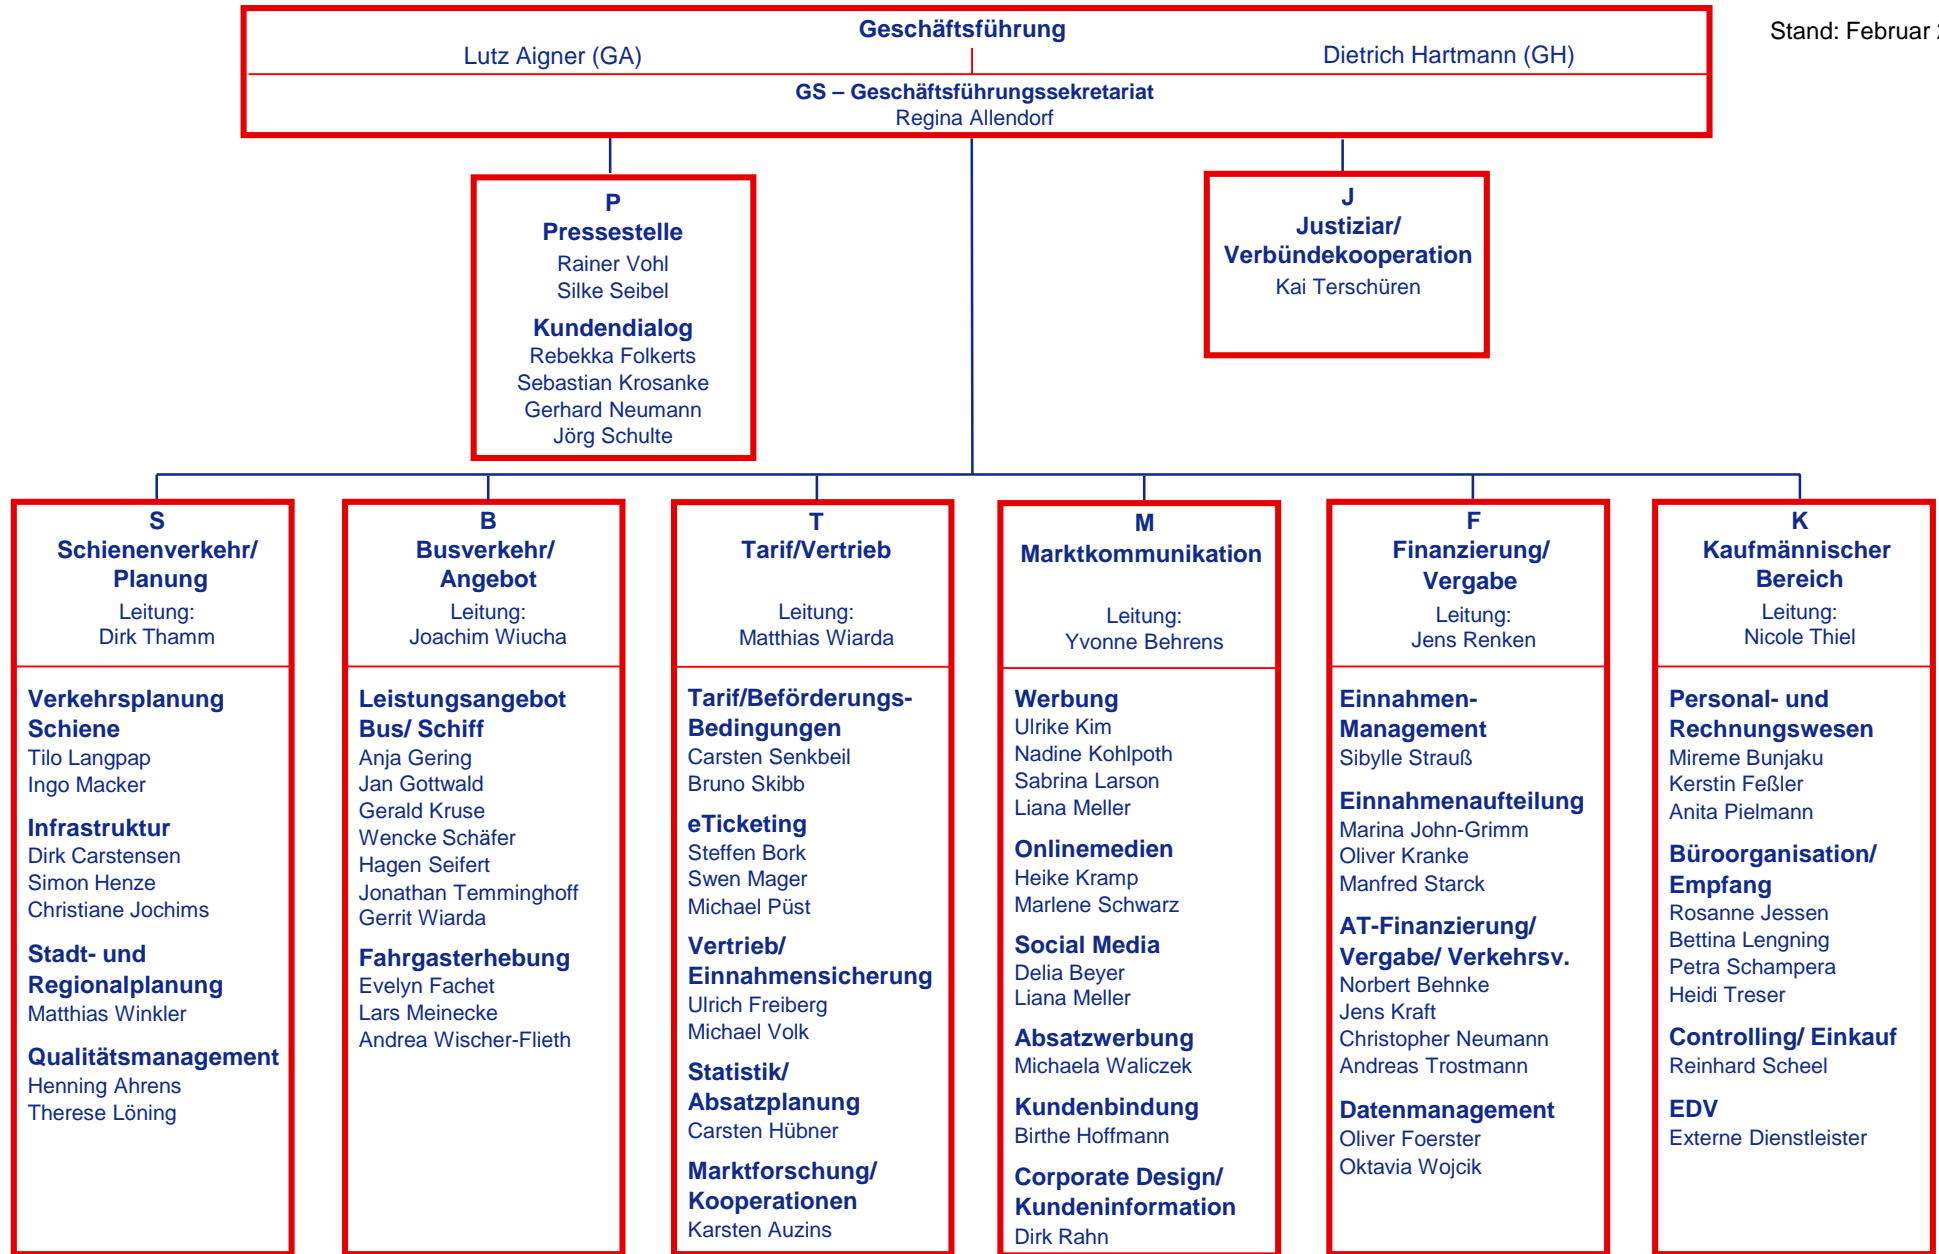 Geschäftsführung
Stand: Februar
Lutz Aigner (GA)
Dietrich Hartmann (GH)
GS – Geschäftsführungssekretariat
Regina Allendorf
P
Pressestelle
Rainer Vohl
Silke Seibel
Kundendialog
Rebekka Folkerts
Sebastian Krosanke
Gerhard Neumann
Jörg Schulte
J
Justiziar/
Verbündekooperation
Kai Terschüren
S
Schienenverkehr/
Planung
Leitung:
Dirk Thamm
Verkehrsplanung
Schiene
Tilo Langpap
Ingo Macker
Infrastruktur
Dirk Carstensen
Simon Henze
Christiane Jochims
Stadt- und
Regionalplanung
Matthias Winkler
Qualitätsmanagement
Henning Ahrens
Therese Löning
B
Busverkehr/
Angebot
Leitung:
Joachim Wiucha
Leistungsangebot
Bus/ Schiff
Anja Gering
Jan Gottwald
Gerald Kruse
Wencke Schäfer
Hagen Seifert
Jonathan Temminghoff
Gerrit Wiarda
Fahrgasterhebung
Evelyn Fachet
Lars Meinecke
Andrea Wischer-Flieth
T
Tarif/Vertrieb
Leitung:
Matthias Wiarda
Tarif/Beförderungs-
Bedingungen
Carsten Senkbeil
Bruno Skibb
eTicketing
Steffen Bork
Swen Mager
Michael Püst
Vertrieb/
Einnahmensicherung
Ulrich Freiberg
Michael Volk
Statistik/
Absatzplanung
Carsten Hübner
Marktforschung/
Kooperationen
Karsten Auzins
M
Marktkommunikation
Leitung:
Yvonne Behrens
Werbung
Ulrike Kim
Nadine Kohlpoth
Sabrina Larson
Liana Meller
Onlinemedien
Heike Kramp
Marlene Schwarz
Social Media
Delia Beyer
Liana Meller
Absatzwerbung
Michaela Waliczek
Kundenbindung
Birthe Hoffmann
Corporate Design/
Kundeninformation
Dirk Rahn
F
Finanzierung/
Vergabe
Leitung:
Jens Renken
Einnahmen-
Management
Sibylle Strauß
Einnahmenaufteilung
Marina John-Grimm
Oliver Kranke
Manfred Starck
AT-Finanzierung/
Vergabe/ Verkehrsv.
Norbert Behnke
Jens Kraft
Christopher Neumann
Andreas Trostmann
Datenmanagement
Oliver Foerster
Oktavia Wojcik
K
Kaufmännischer
Bereich
Leitung:
Nicole Thiel
Personal- und
Rechnungswesen
Mireme Bunjaku
Kerstin Feßler
Anita Pielmann
Büroorganisation/
Empfang
Rosanne Jessen
Bettina Lengning
Petra Schampera
Heidi Treser
Controlling/ Einkauf
Reinhard Scheel
EDV
Externe Dienstleister